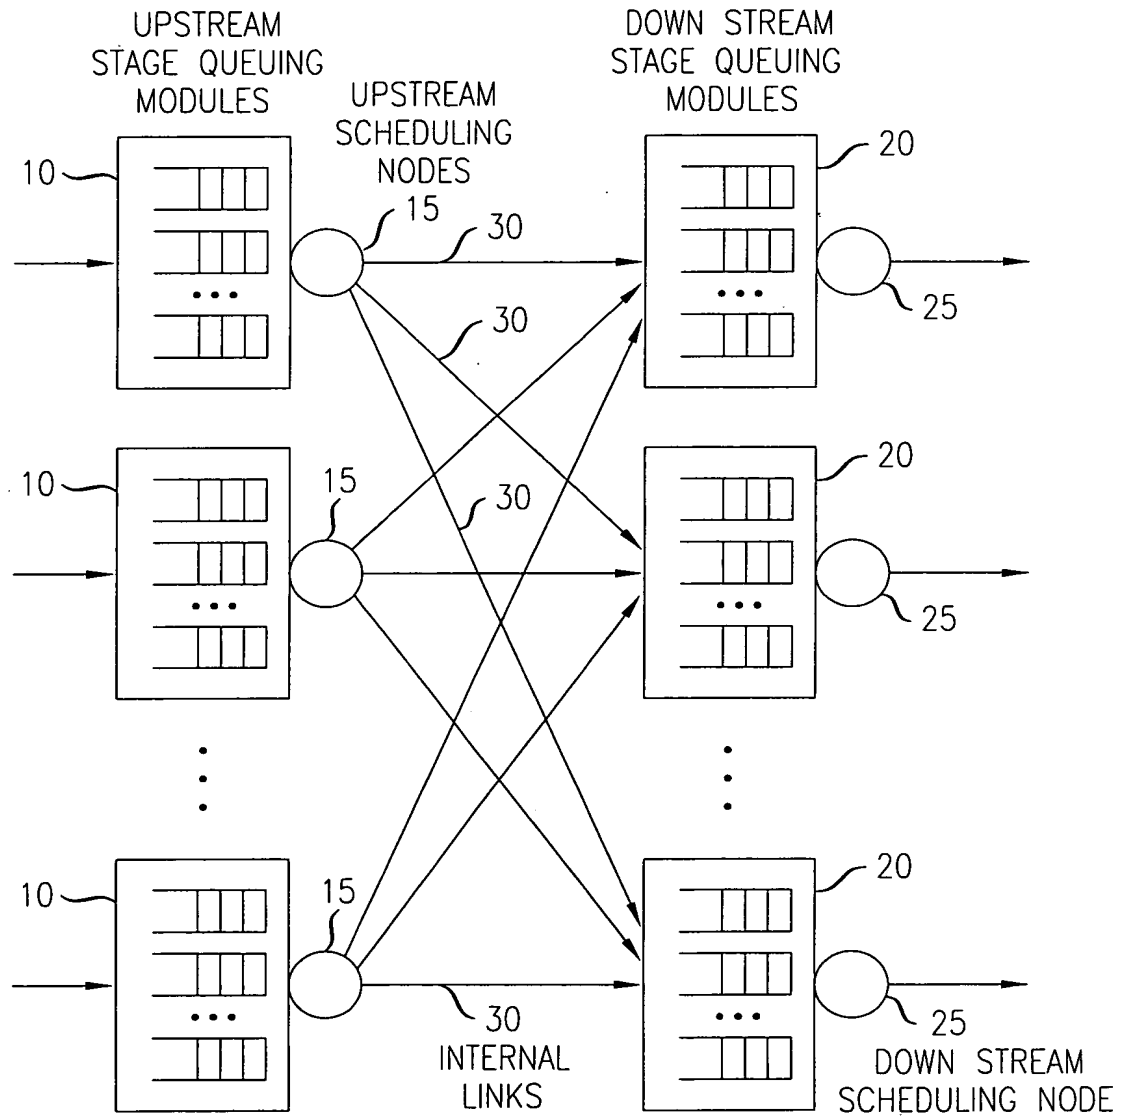 UPSTREAM
STAGE QUEUING
MODULES
DOWN STREAM
STAGE QUEUING
MODULES
UPSTREAM
SCHEDULING
NODES
10
15
30
20
25
30
10
15
30
20
25
10
15
30
20
25
INTERNAL
LINKS
DOWN STREAM
SCHEDULING NODE